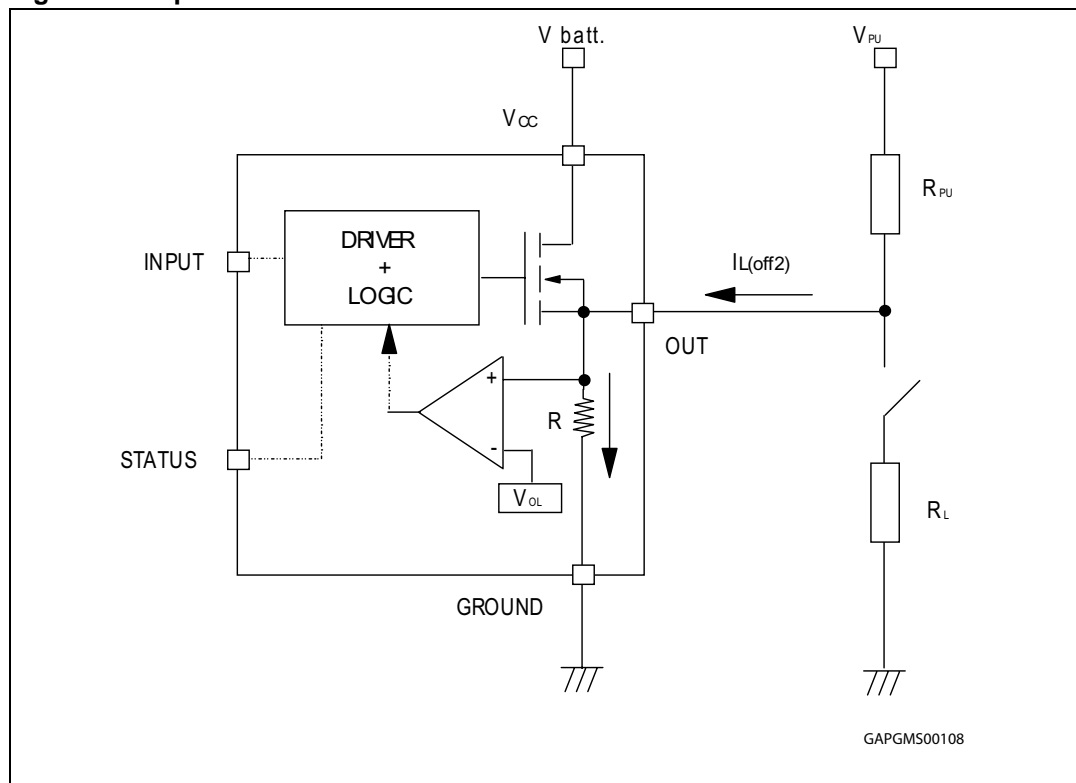 V batt.
VPU
VCC
RPU
DRIVER
+
LOGIC
INPUT
IL(off2)
OUT
+
R
-
STATUS
VOL
RL
GROUND
GAPGMS00108